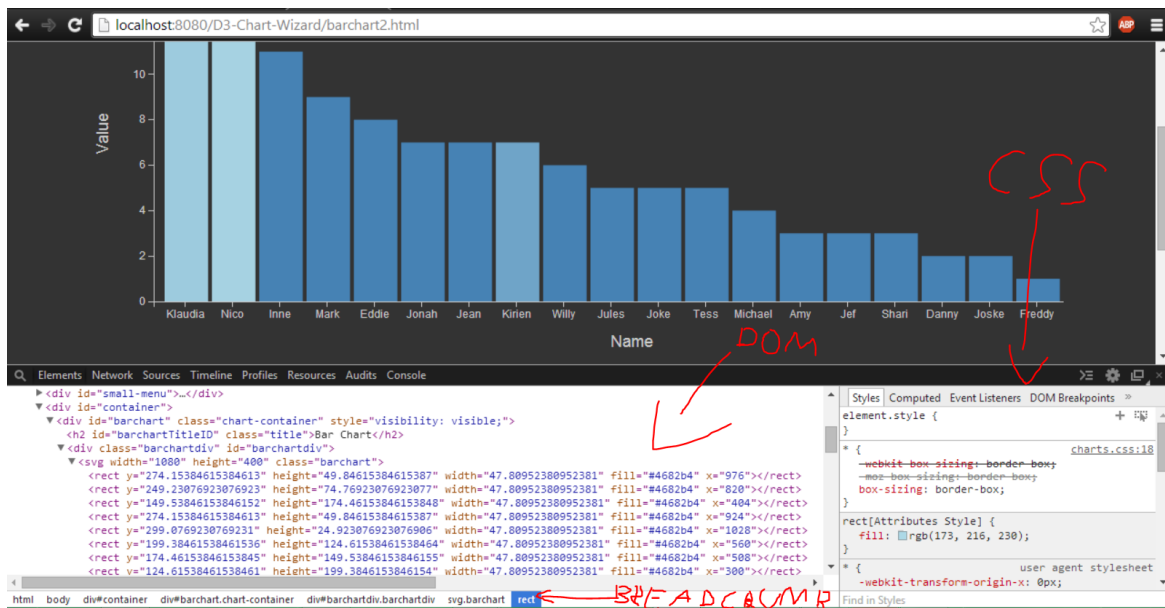 localhost:8080/D3-Chart-Wizard/barchart2.html
ABP
10
8
6
4
2
0
Value
Klaudia Nico Inne Mark Eddie Jonah Jean Kirien Willy Jules Joke Tess Michael Amy Jef Shari Danny Joske Freddy
Name
CSS
DOM
Elements Network Sources Timeline Profiles Resources Audits Console
▶<div id="small-menu">…</div>
▼<div id="container">
▼<div id="barchart" class="chart-container" style="visibility: visible;">
<h2 id="barchartTitleID" class="title">Bar Chart</h2>
▼<div class="barchartdiv" id="barchartdiv">
▼<svg width="1080" height="400" class="barchart">
<rect y="274.15384615384613" height="49.84615384615387" width="47.80952380952381" fill="#4682b4" x="976"></rect>
<rect y="249.23076923076923" height="74.76923076923077" width="47.80952380952381" fill="#4682b4" x="820"></rect>
<rect y="149.53846153846152" height="174.46153846153848" width="47.80952380952381" fill="#4682b4" x="404"></rect>
<rect y="274.15384615384613" height="49.84615384615387" width="47.80952380952381" fill="#4682b4" x="924"></rect>
<rect y="299.0769230769231" height="24.923076923076906" width="47.80952380952381" fill="#4682b4" x="1028"></rect>
<rect y="199.38461538461536" height="124.61538461538464" width="47.80952380952381" fill="#4682b4" x="560"></rect>
<rect y="174.46153846153845" height="149.53846153846155" width="47.80952380952381" fill="#4682b4" x="508"></rect>
<rect y="124.61538461538461" height="199.3846153846154" width="47.80952380952381" fill="#4682b4" x="300"></rect>
html body div#container div#barchart.chart-container div#barchartdiv.barchartdiv svg.barchart rect
BREADCRUMB
Styles Computed Event Listeners DOM Breakpoints »
element.style {
}
* { charts.css:18
-webkit-box-sizing: border-box;
-moz-box-sizing: border-box;
box-sizing: border-box;
}
rect[Attributes Style] {
fill: rgb(173, 216, 230);
}
* { user agent stylesheet
-webkit-transform-origin-x: 0px;
Find in Styles